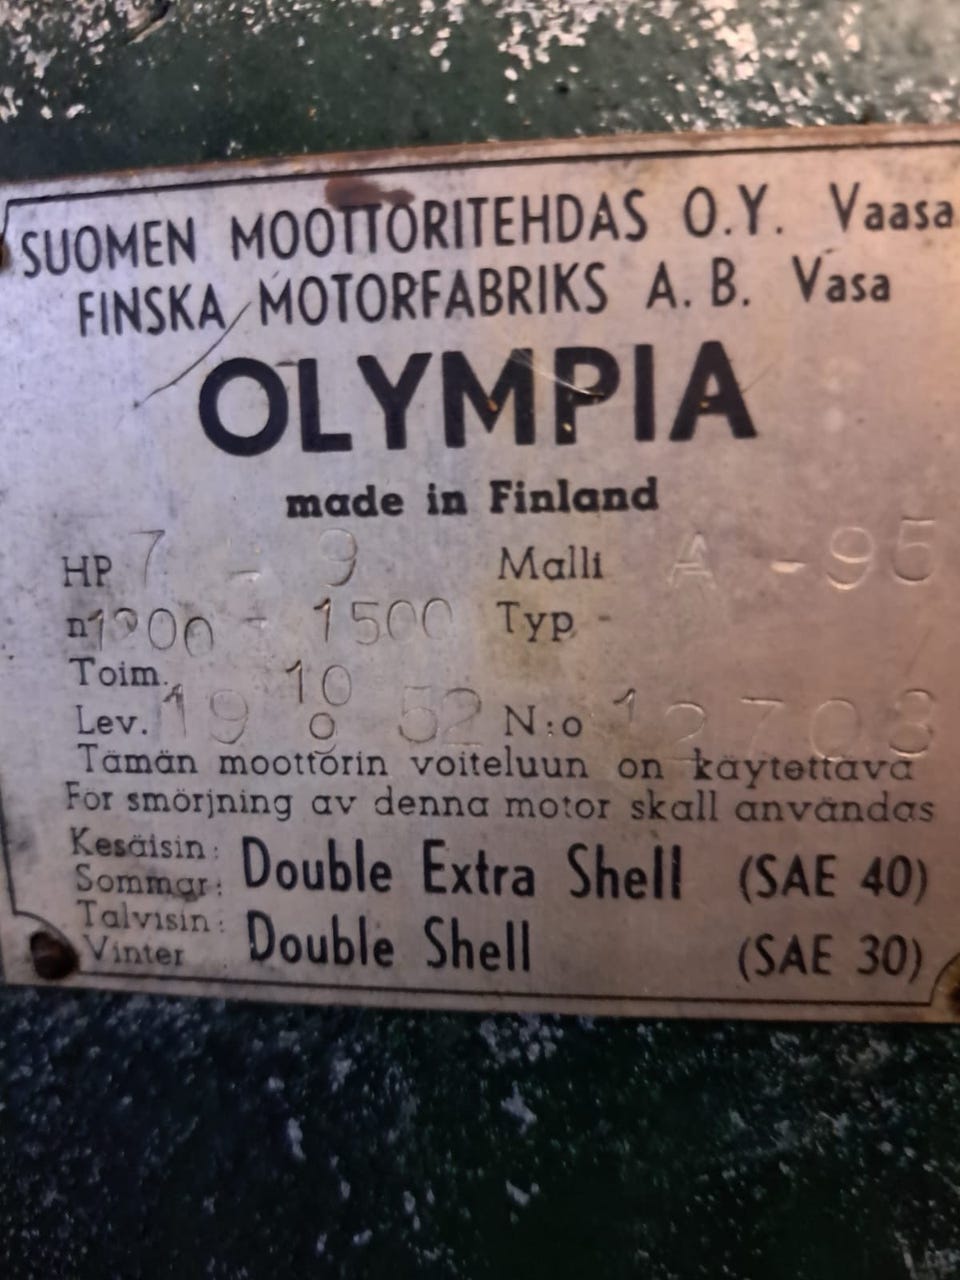 SUOMEN MOOTTORITEHDAS O.Y. Vaasa
FINSKA MOTORFABRIKS A.B. Vasa
OLYMPIA
made in Finland
HP 7 - 9 Malli A - 95
n 1200 - 1500 Typ
Toim. 10
Lev. 19 52 N:o
Tämän moottorin voiteluun on käytettävä
För smörjning av denna motor skall användas
Kesäisin:
Sommar: Double Extra Shell (SAE 40)
Talvisin:
Vinter Double Shell (SAE 30)